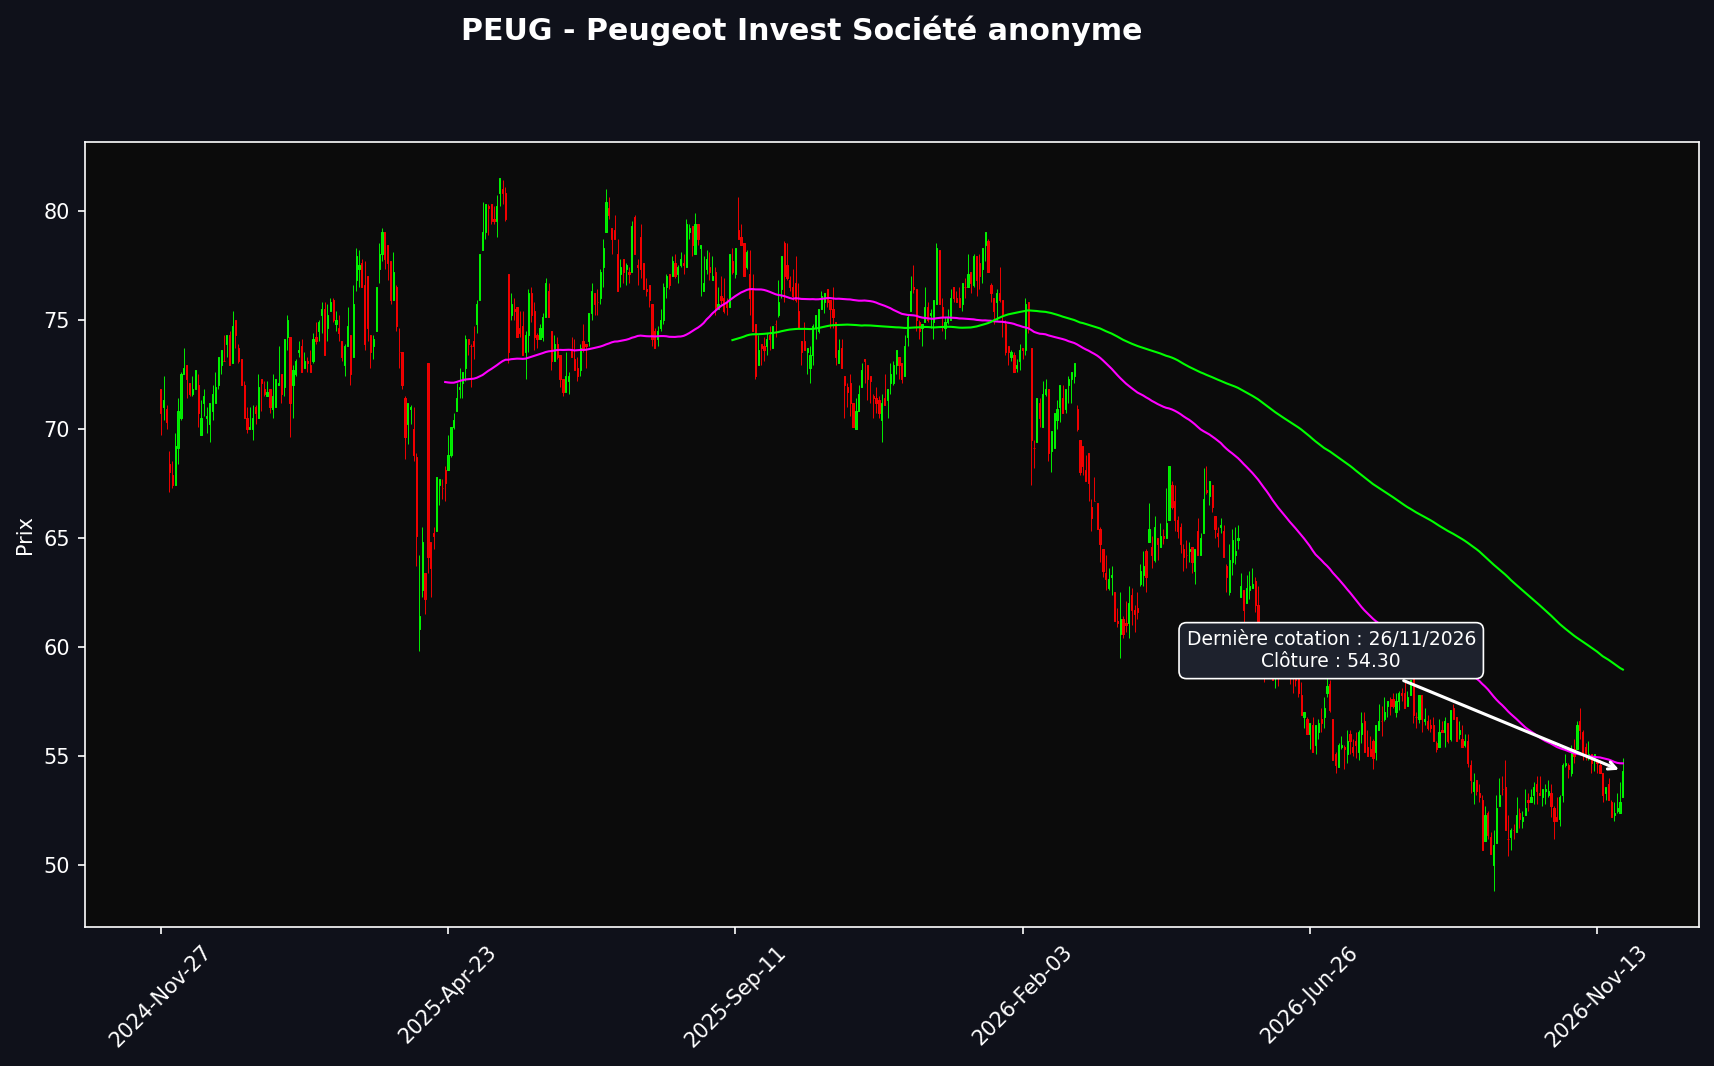 PEUG - Peugeot Invest Société anonyme
Prix
80
75
70
65
60
55
50
Dernière cotation : 26/11/2026
Clôture : 54.30
2024-Nov-27
2025-Apr-23
2025-Sep-11
2026-Feb-03
2026-Jun-26
2026-Nov-13